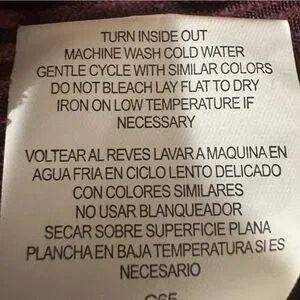 TURN INSIDE OUT
MACHINE WASH COLD WATER
GENTLE CYCLE WITH SIMILAR COLORS
DO NOT BLEACH LAY FLAT TO DRY
IRON ON LOW TEMPERATURE IF
NECESSARY
VOLTEAR AL REVES LAVAR A MAQUINA EN
AGUA FRIA EN CICLO LENTO DELICADO
CON COLORES SIMILARES
NO USAR BLANQUEADOR
SECAR SOBRE SUPERFICIE PLANA
PLANCHA EN BAJA TEMPERATURA SI ES
NECESARIO